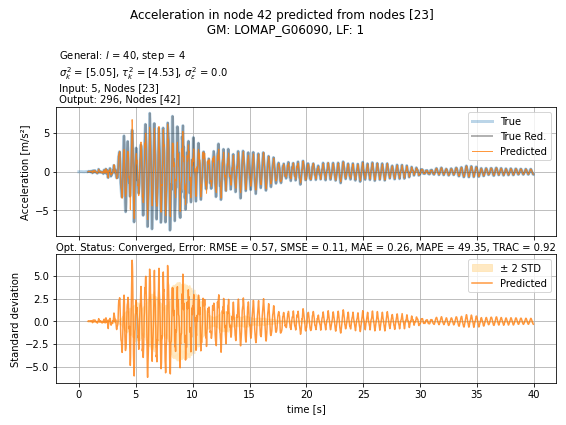 Acceleration in node 42 predicted from nodes [23]
GM: LOMAP_G06090, LF: 1
General: l = 40, step = 4
σ²ₖ = [5.05], τ²ₖ = [4.53], σ²ε = 0.0
Input: 5, Nodes [23]
Output: 296, Nodes [42]
Acceleration [m/s²]
5
0
−5
True
True Red.
Predicted
Opt. Status: Converged, Error: RMSE = 0.57, SMSE = 0.11, MAE = 0.26, MAPE = 49.35, TRAC = 0.92
Standard deviation
5.0
2.5
0.0
−2.5
−5.0
± 2 STD
Predicted
0 5 10 15 20 25 30 35 40
time [s]